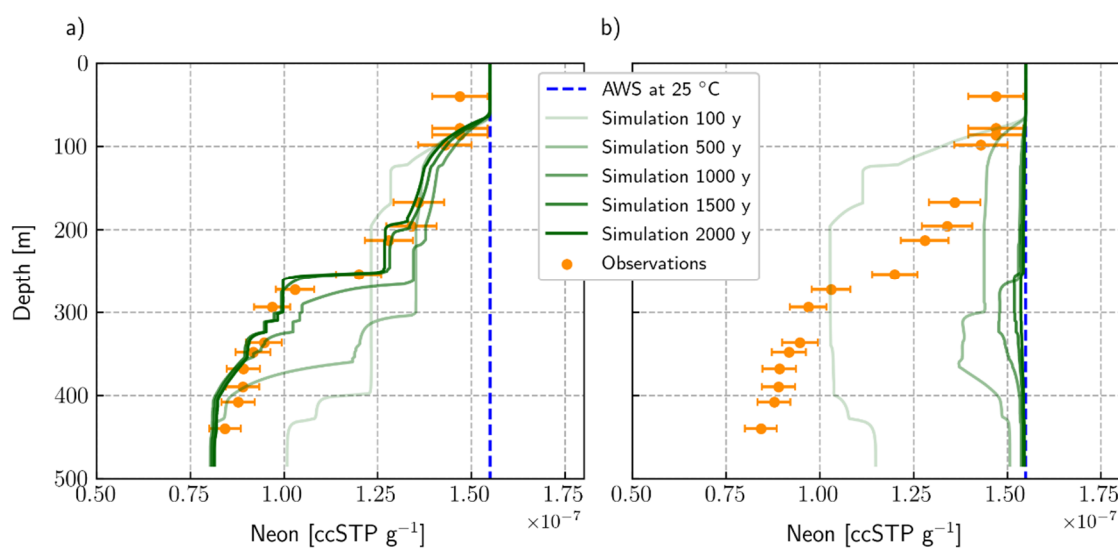 a)
b)
0
100
200
300
400
500
Depth [m]
0.50
0.75
1.00
1.25
1.50
×10⁻⁷
Neon [ccSTP g⁻¹]
AWS at 25 °C
Simulation 100 y
Simulation 500 y
Simulation 1000 y
Simulation 1500 y
Simulation 2000 y
Observations
0.50
0.75
1.00
1.25
1.50
1.75
×10⁻⁷
Neon [ccSTP g⁻¹]